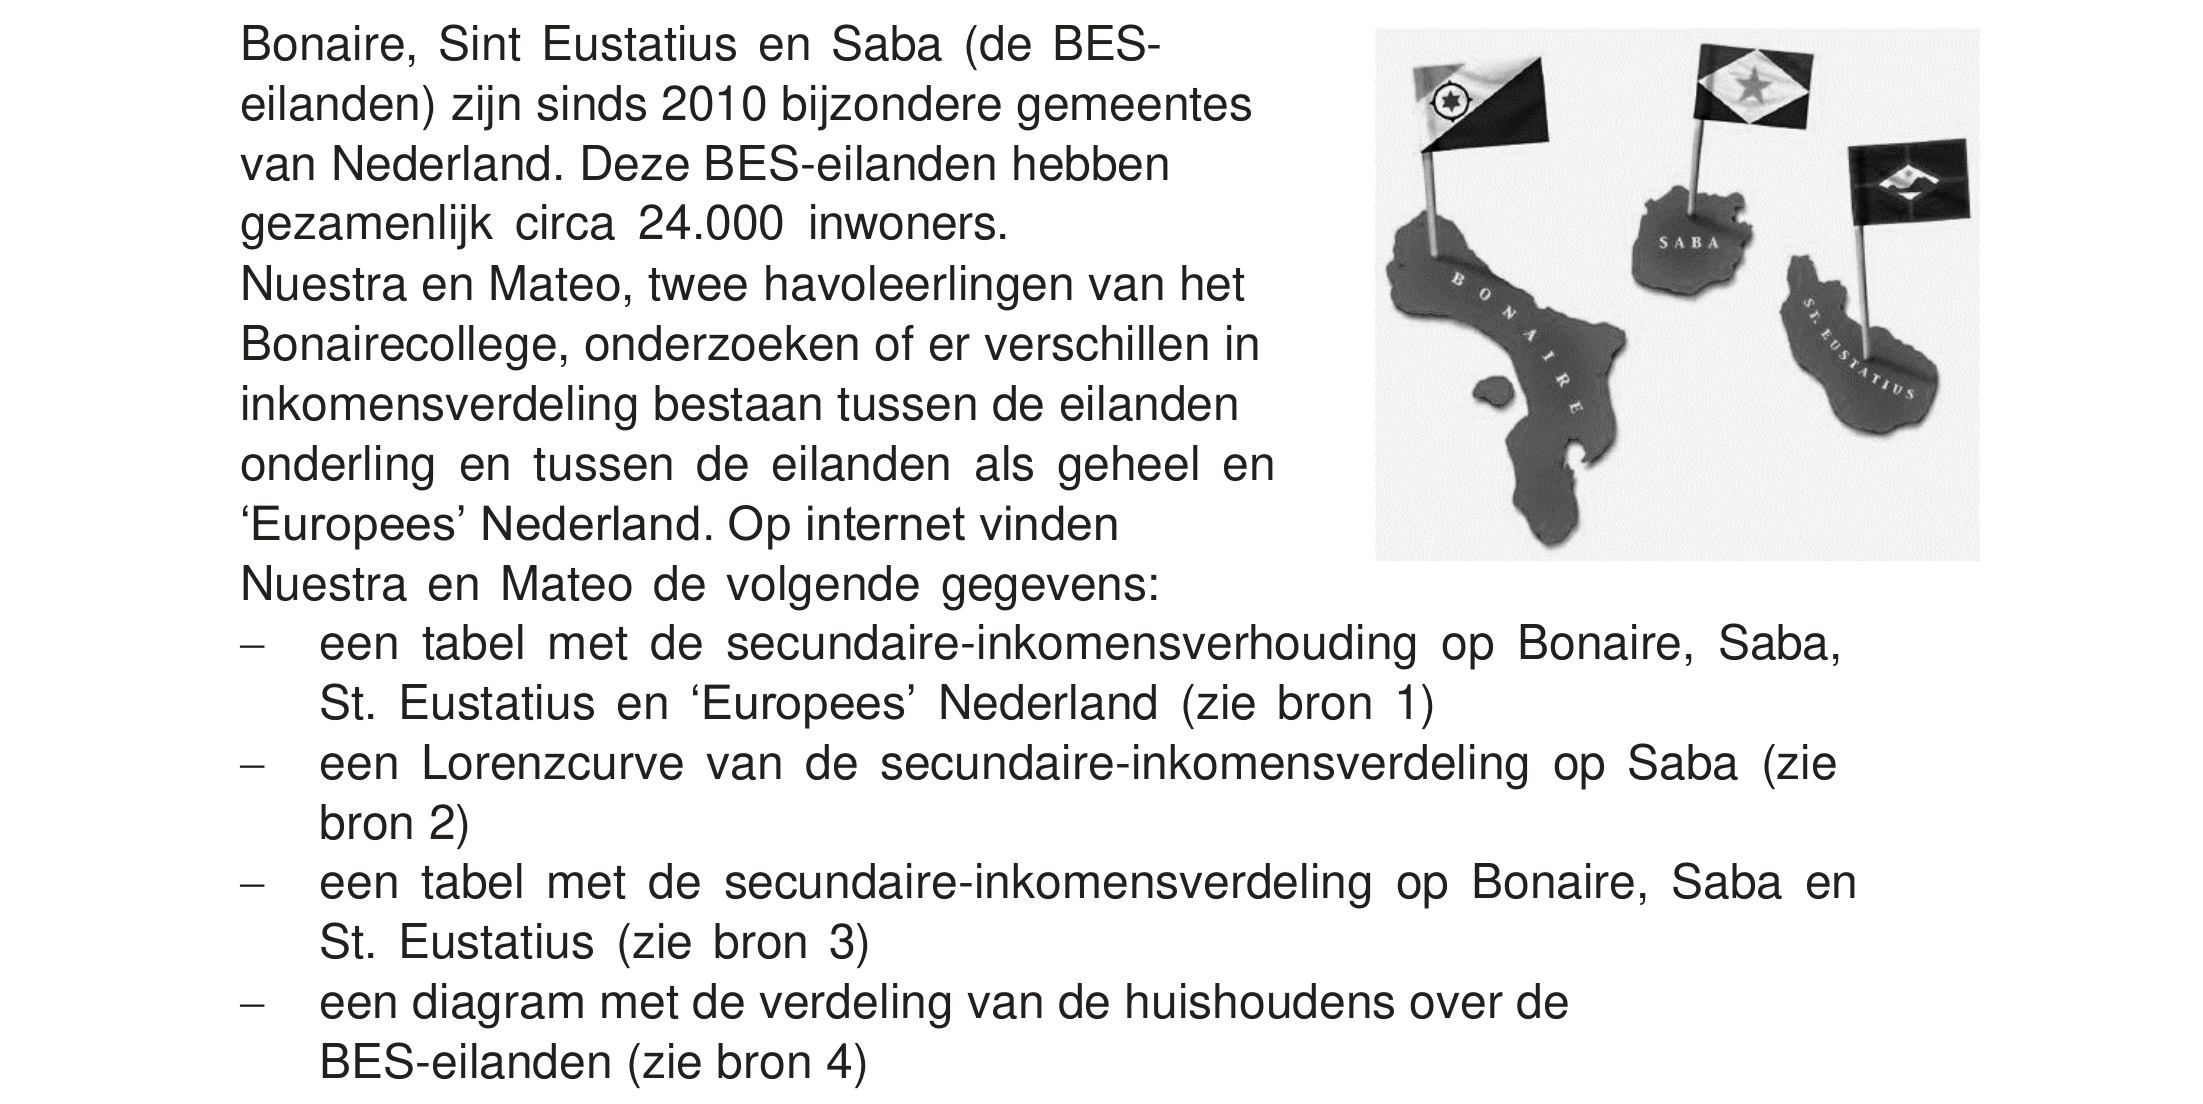 Bonaire, Sint Eustatius en Saba (de BES-
eilanden) zijn sinds 2010 bijzondere gemeentes
van Nederland. Deze BES-eilanden hebben
gezamenlijk circa 24.000 inwoners.
Nuestra en Mateo, twee havoleerlingen van het
Bonairecollege, onderzoeken of er verschillen in
inkomensverdeling bestaan tussen de eilanden
onderling en tussen de eilanden als geheel en
‘Europees’ Nederland. Op internet vinden
Nuestra en Mateo de volgende gegevens:
– een tabel met de secundaire-inkomensverhouding op Bonaire, Saba,
St. Eustatius en ‘Europees’ Nederland (zie bron 1)
– een Lorenzcurve van de secundaire-inkomensverdeling op Saba (zie
bron 2)
– een tabel met de secundaire-inkomensverdeling op Bonaire, Saba en
St. Eustatius (zie bron 3)
– een diagram met de verdeling van de huishoudens over de
BES-eilanden (zie bron 4)
BONAIRE
SABA
ST. EUSTATIUS